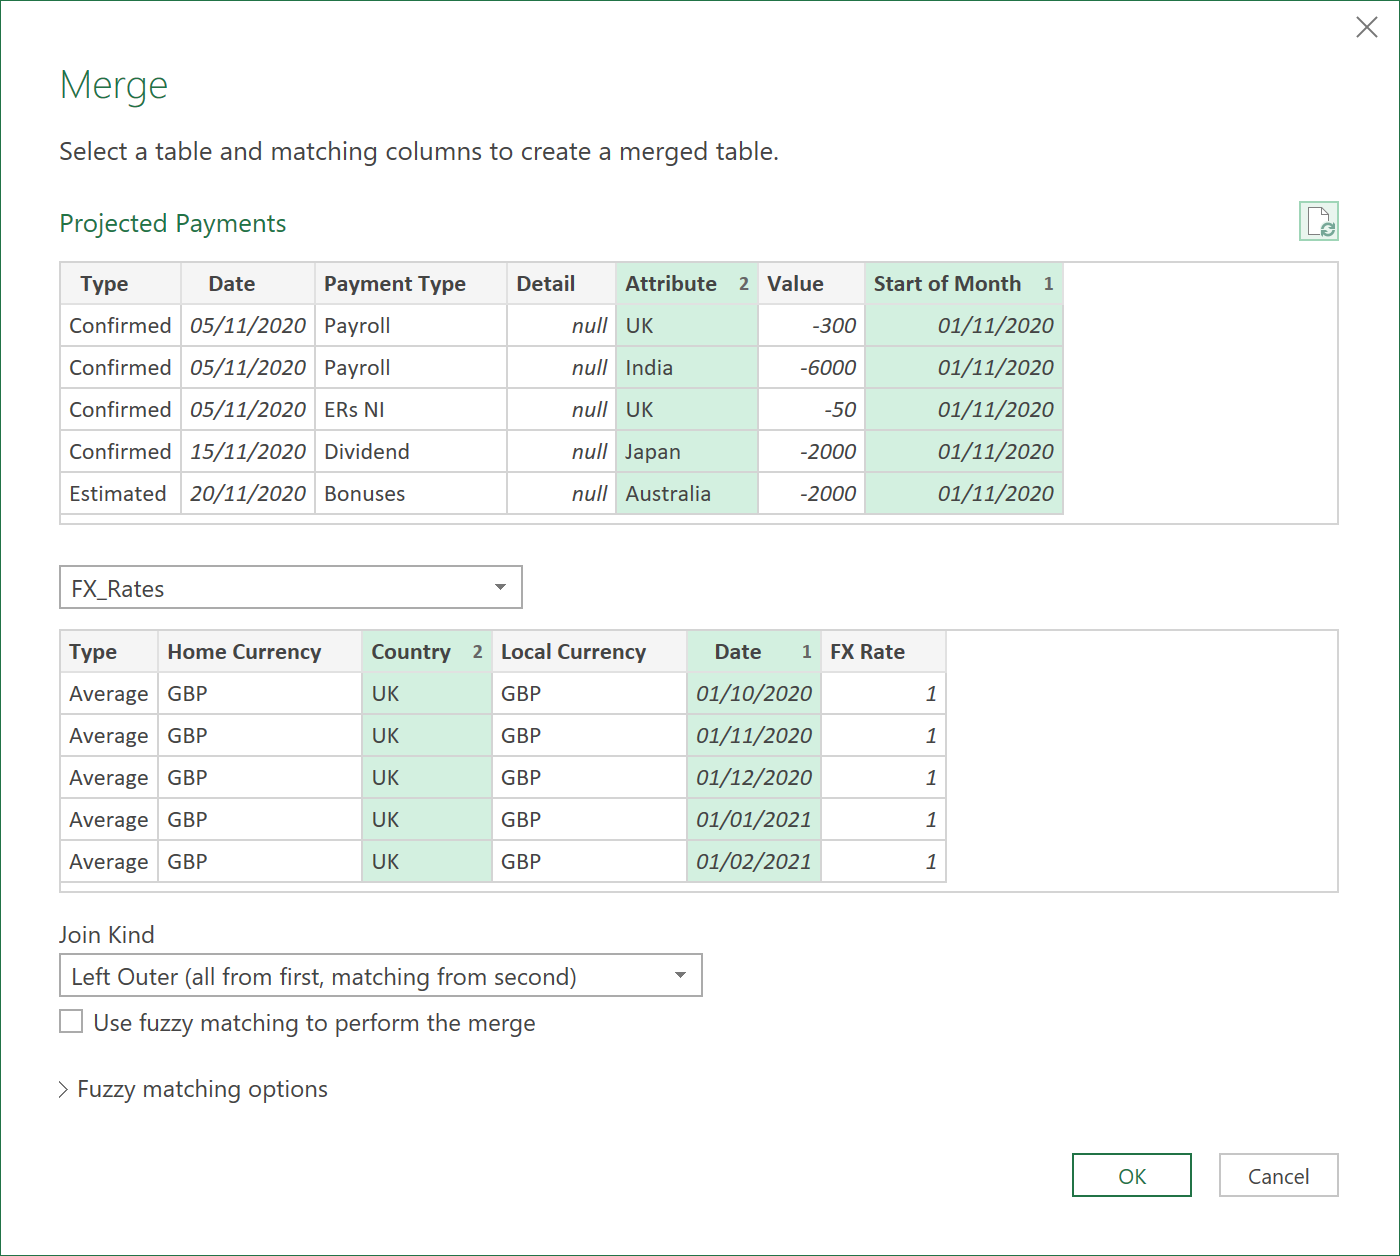 Merge
Select a table and matching columns to create a merged table.
Projected Payments
Type Date Payment Type Detail Attribute 2 Value Start of Month 1
Confirmed 05/11/2020 Payroll null UK -300 01/11/2020
Confirmed 05/11/2020 Payroll null India -6000 01/11/2020
Confirmed 05/11/2020 ERs NI null UK -50 01/11/2020
Confirmed 15/11/2020 Dividend null Japan -2000 01/11/2020
Estimated 20/11/2020 Bonuses null Australia -2000 01/11/2020
FX_Rates
Type Home Currency Country 2 Local Currency Date 1 FX Rate
Average GBP UK GBP 01/10/2020 1
Average GBP UK GBP 01/11/2020 1
Average GBP UK GBP 01/12/2020 1
Average GBP UK GBP 01/01/2021 1
Average GBP UK GBP 01/02/2021 1
Join Kind
Left Outer (all from first, matching from second)
Use fuzzy matching to perform the merge
Fuzzy matching options
OK Cancel